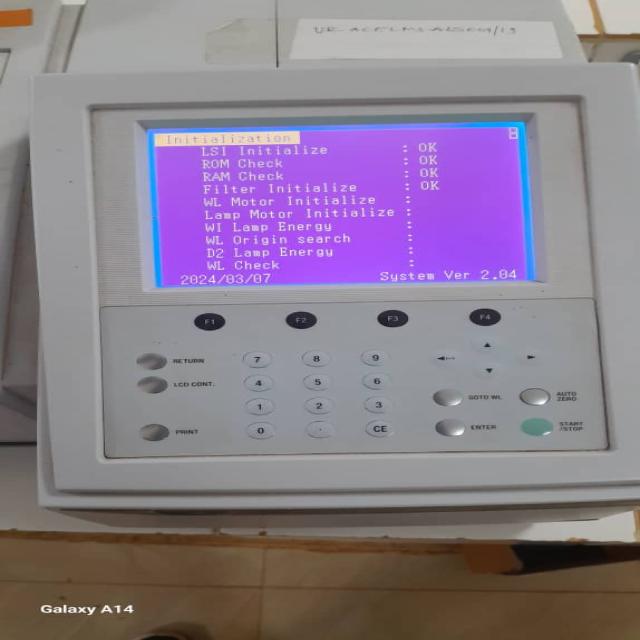 Initialization
LSI Initialize : OK
ROM Check : OK
RAM Check : OK
Filter Initialize : OK
WL Motor Initialize :
Lamp Motor Initialize :
WI Lamp Energy :
WL Origin search :
D2 Lamp Energy :
WL Check :
2024/03/07 System Ver 2.04
F1 F2 F3 F4
RETURN 7 8 9
LCD CONT. 4 5 6
1 2 3 GOTO WL AUTO ZERO
PRINT 0 . CE ENTER START /STOP
Galaxy A14